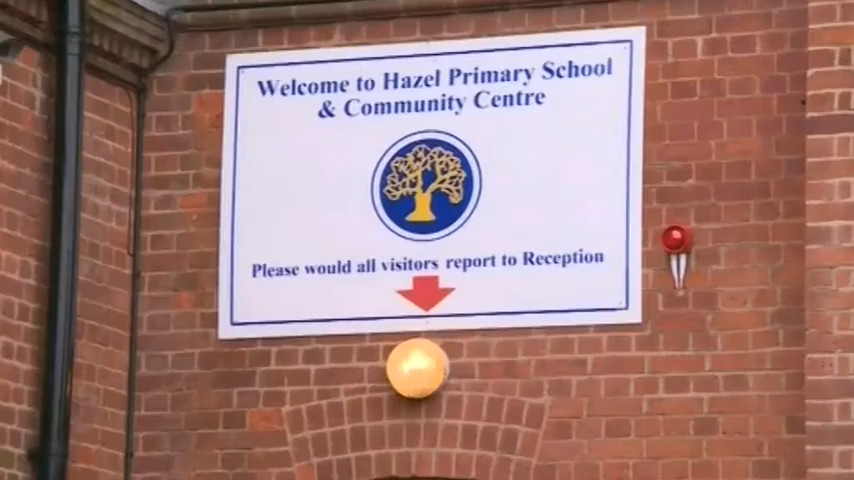 Welcome to Hazel Primary School
& Community Centre
Please would all visitors report to Reception